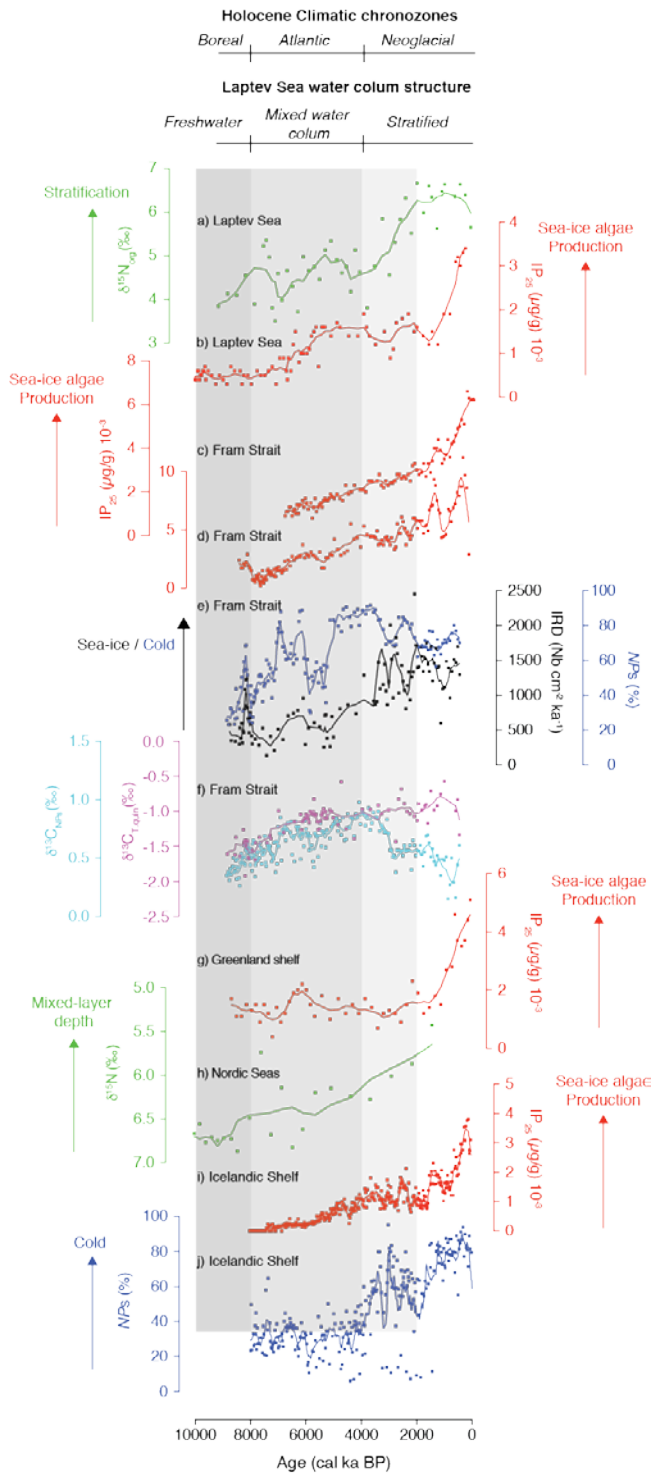 Holocene Climatic chronozones
Boreal Atlantic Neoglacial
Laptev Sea water colum structure
Freshwater Mixed water colum Stratified
Stratification
δ15Norg(‰)
7
6
5
4
3
a) Laptev Sea
b) Laptev Sea
4
3
2
1
0
IP25 (µg/g) 10-3
Sea-ice algae
Production
Sea-ice algae
Production
IP25 (µg/g) 10-3
8
6
4
2
0
10
5
0
c) Fram Strait
d) Fram Strait
e) Fram Strait
Sea-ice / Cold
2500
2000
1500
1000
500
0
IRD (Nb cm-2 ka-1)
100
80
60
40
20
0
NPs (%)
1.5
1.0
0.5
0.0
δ13CNPs (‰)
0.0
-0.5
-1.0
-1.5
-2.0
-2.5
δ13CT.quin(‰)
f) Fram Strait
g) Greenland shelf
6
4
2
0
IP25 (µg/g) 10-3
Sea-ice algae
Production
Mixed-layer
depth
δ15N (‰)
5.0
5.5
6.0
6.5
7.0
h) Nordic Seas
i) Icelandic Shelf
5
4
3
2
1
0
IP25 (µg/g) 10-3
Sea-ice algae
Production
Cold
NPs (%)
100
80
60
40
20
0
j) Icelandic Shelf
10000 8000 6000 4000 2000 0
Age (cal ka BP)